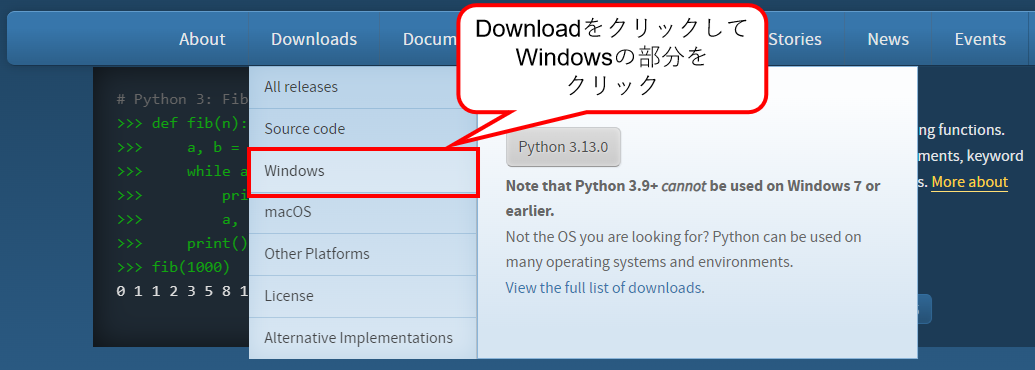 About
Downloads
Docum
Stories
News
Events
Downloadをクリックして
Windowsの部分を
クリック
All releases
Source code
Windows
macOS
Other Platforms
License
Alternative Implementations
Python 3.13.0
Note that Python 3.9+ cannot be used on Windows 7 or
earlier.
Not the OS you are looking for? Python can be used on
many operating systems and environments.
View the full list of downloads.
# Python 3: Fib
>>> def fib(n):
>>> a, b =
>>> while a
>>> pri
>>> a,
>>> print()
>>> fib(1000)
0 1 1 2 3 5 8 1
ng functions.
ments, keyword
s. More about